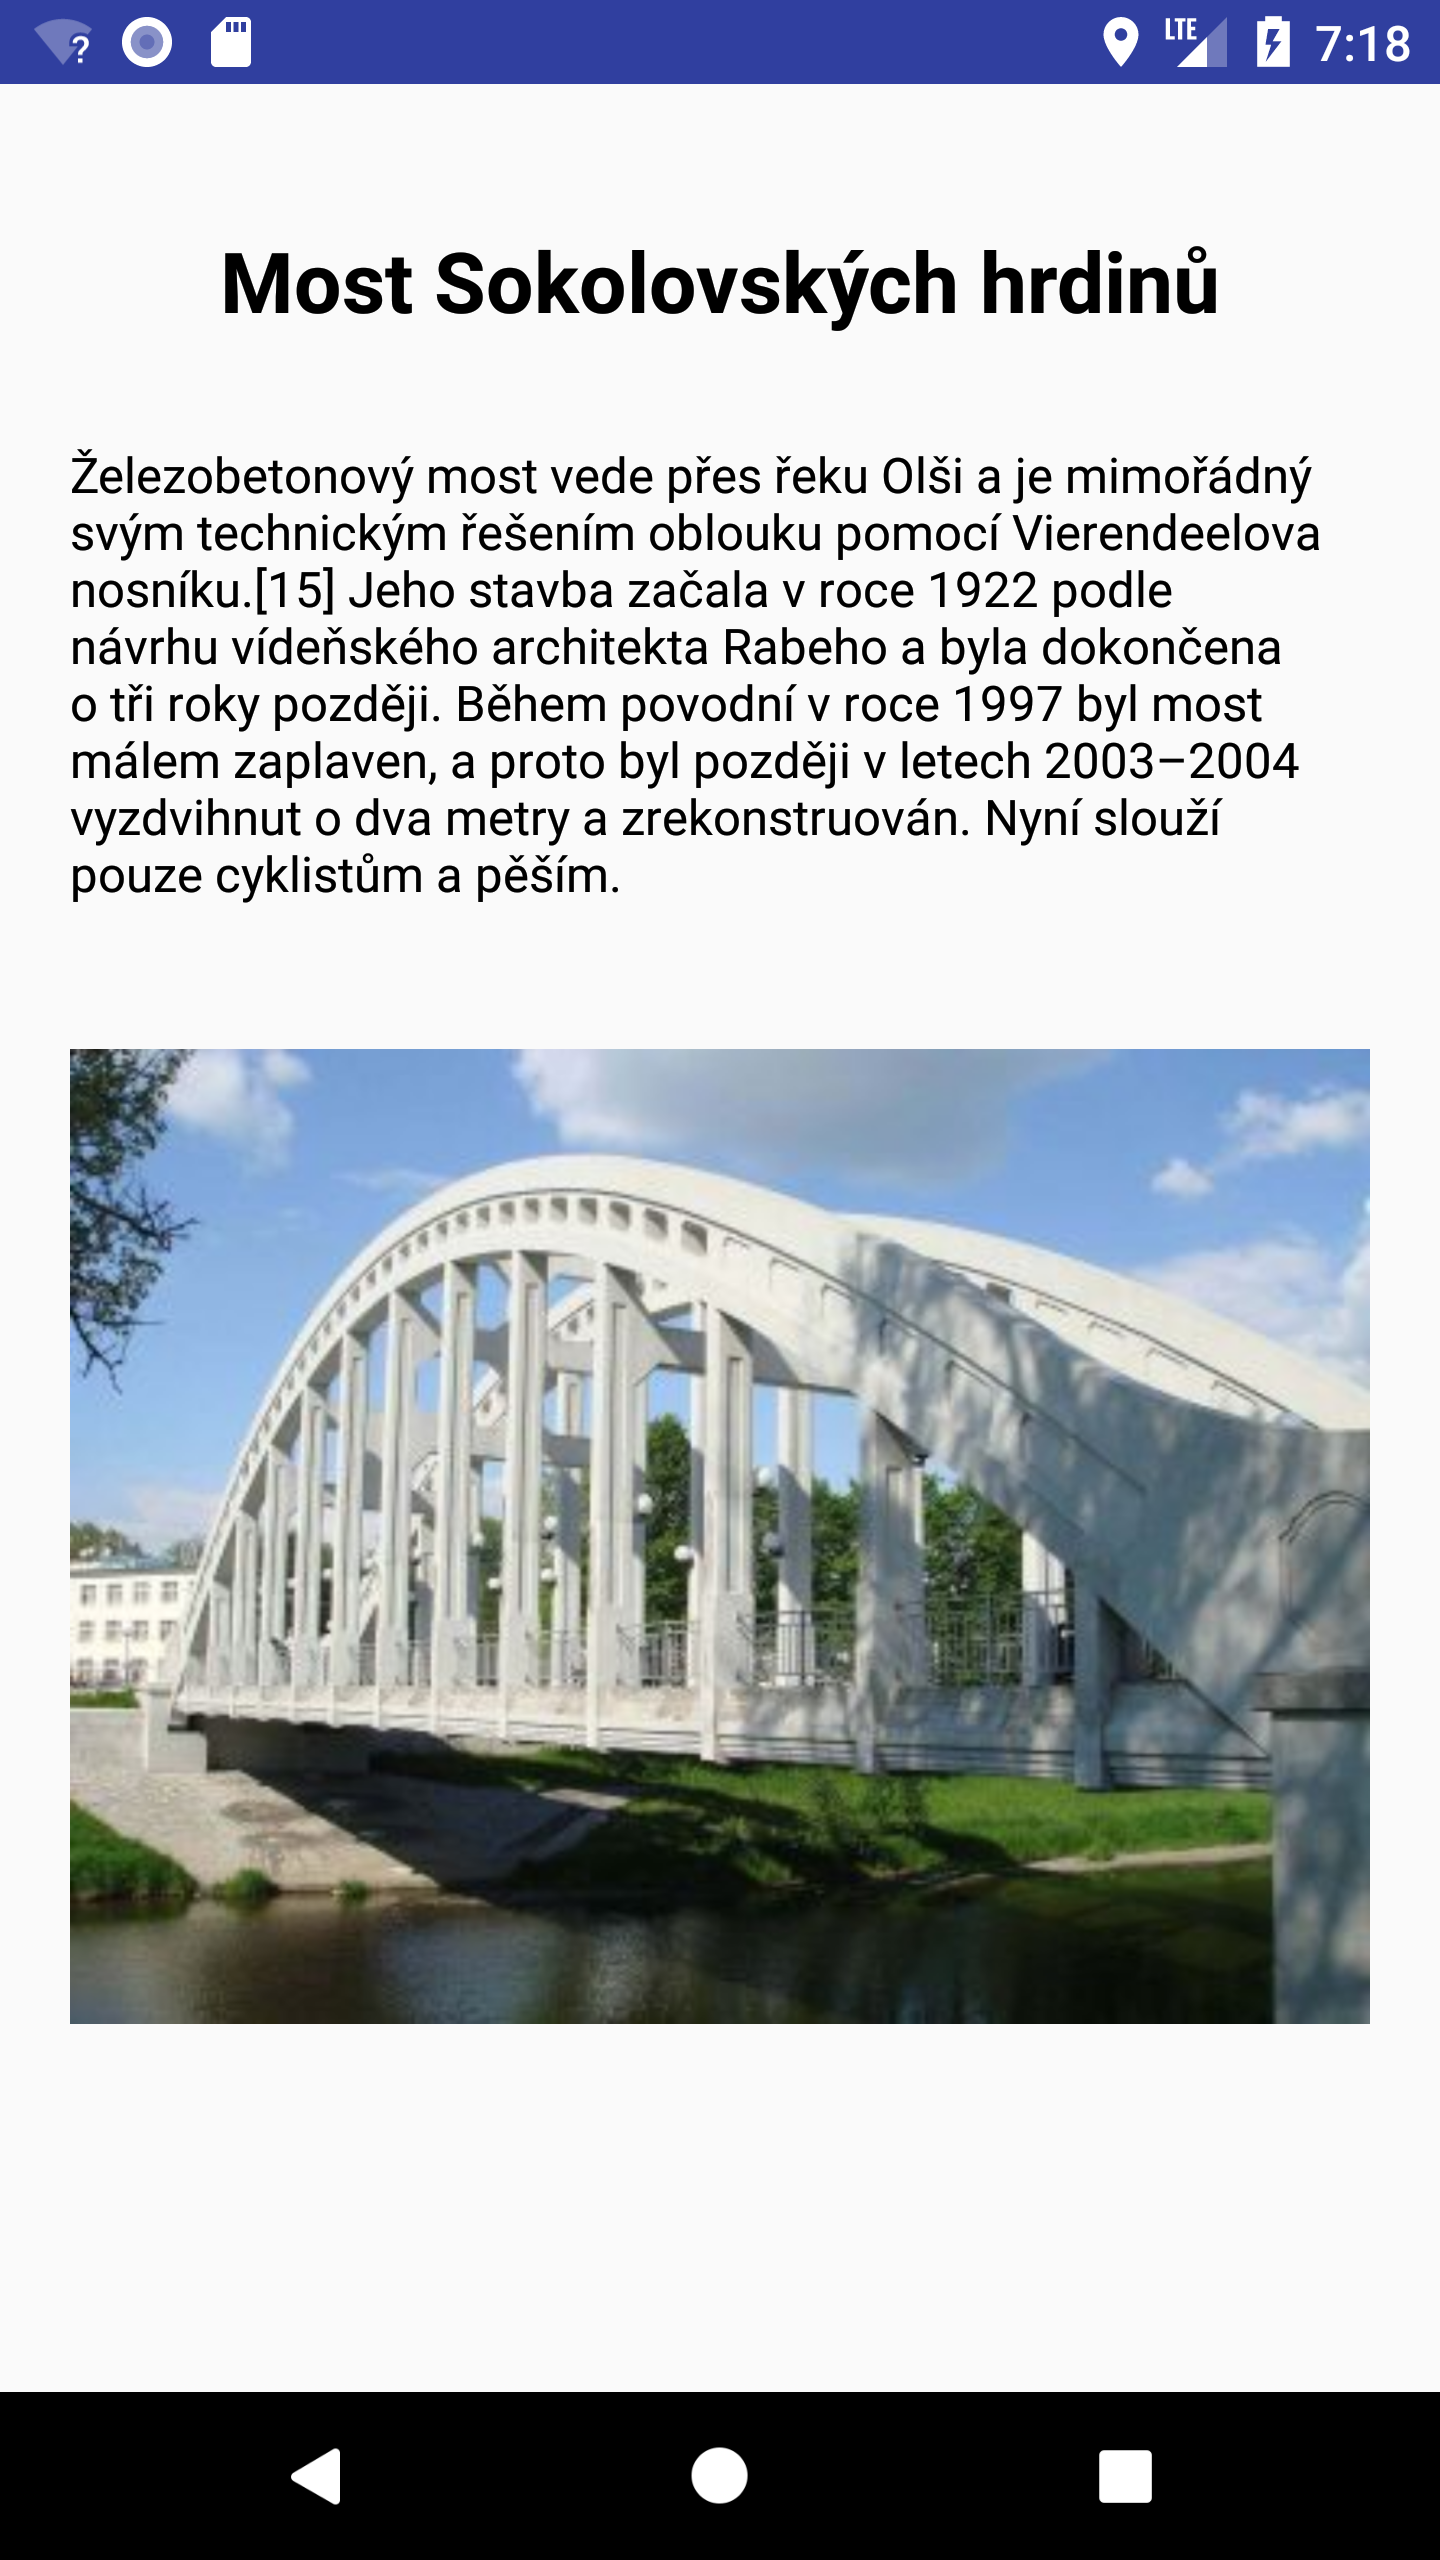 LTE 7:18
Most Sokolovských hrdinů
Železobetonový most vede přes řeku Olši a je mimořádný
svým technickým řešením oblouku pomocí Vierendeelova
nosníku.[15] Jeho stavba začala v roce 1922 podle
návrhu vídeňského architekta Rabeho a byla dokončena
o tři roky později. Během povodní v roce 1997 byl most
málem zaplaven, a proto byl později v letech 2003–2004
vyzdvihnut o dva metry a zrekonstruován. Nyní slouží
pouze cyklistům a pěším.